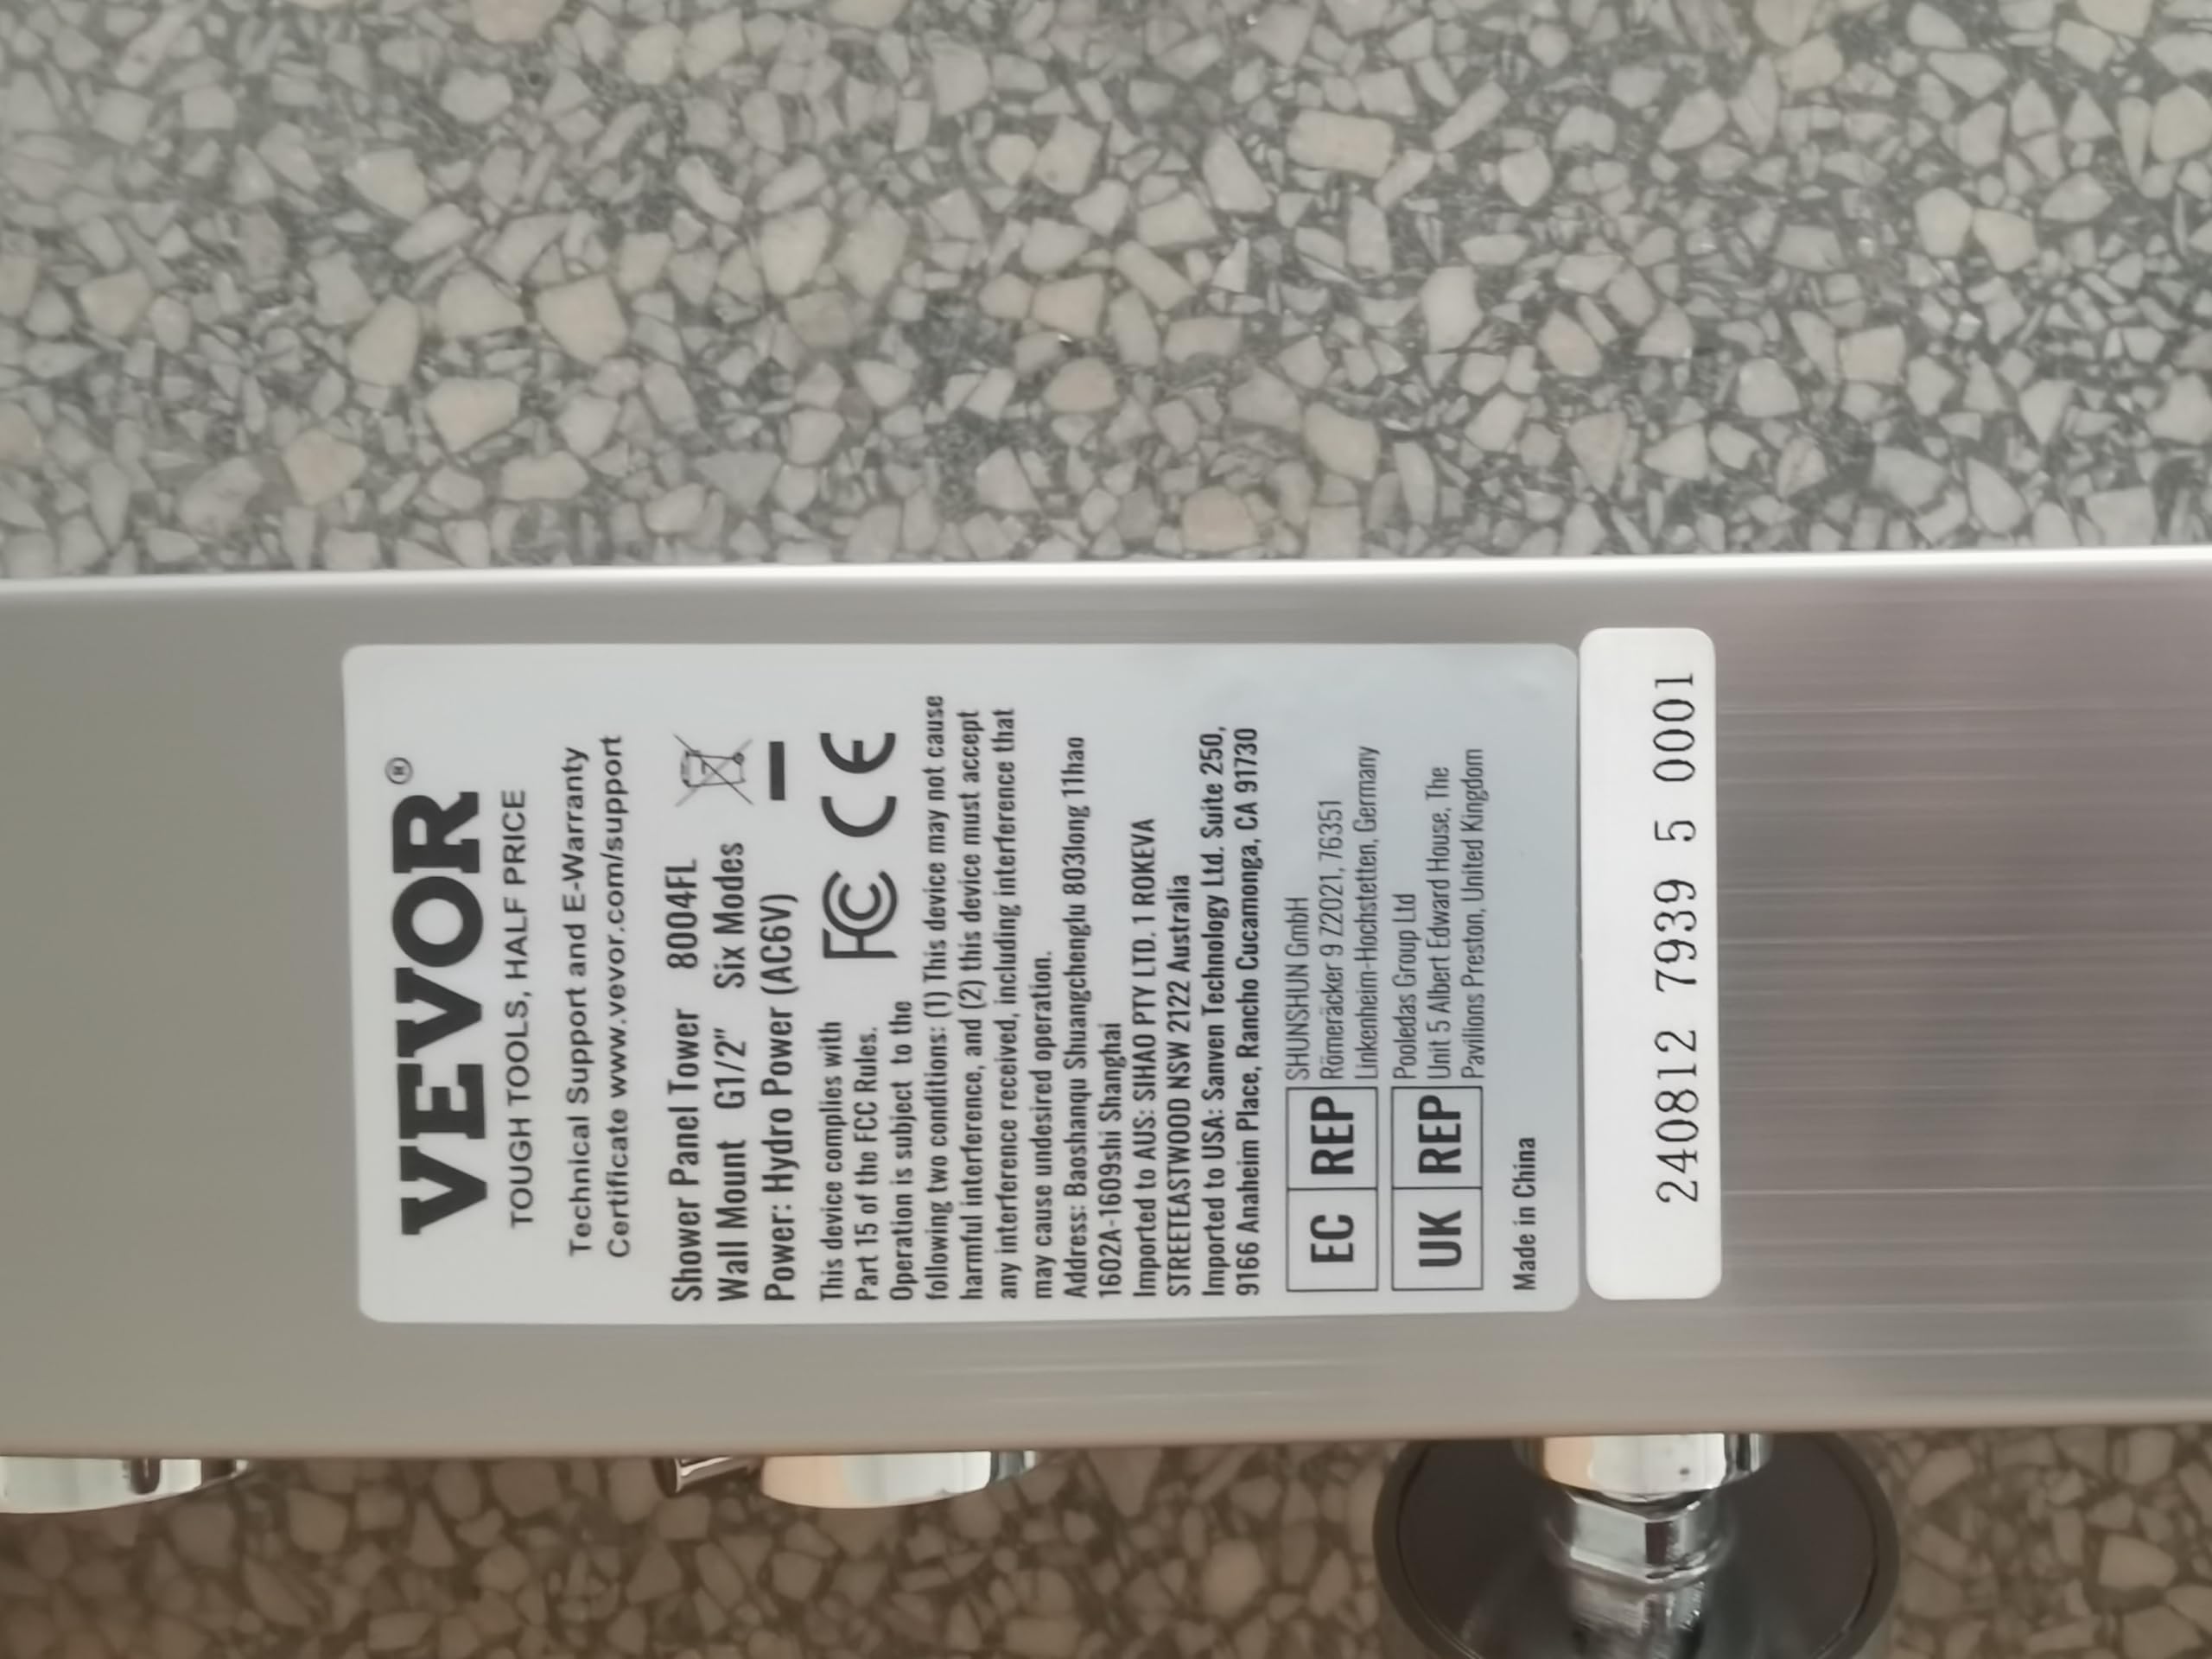 VEVOR®
TOUGH TOOLS, HALF PRICE
Technical Support and E-Warranty
Certificate www.vevor.com/support
Shower Panel Tower 8004FL
Wall Mount G1/2" Six Modes
Power: Hydro Power (AC6V)
This device complies with
Part 15 of the FCC Rules.
FC CE
Operation is subject to the
following two conditions: (1) This device may not cause
harmful interference, and (2) this device must accept
any interference received, including interference that
may cause undesired operation.
Address: Baoshanqu Shuangchenglu 803long 11hao
1602A-1609shi Shanghai
Imported to AUS: SIHAO PTY LTD. 1 ROKEVA
STREETEASTWOOD NSW 2122 Australia
Imported to USA: Sanven Technology Ltd. Suite 250,
9166 Anaheim Place, Rancho Cucamonga, CA 91730
EC REP
SHUNSHUN GmbH
Römeräcker 9 Z2021, 76351
Linkenheim-Hochstetten, Germany
UK REP
Pooledas Group Ltd
Unit 5 Albert Edward House, The
Pavilions Preston, United Kingdom
Made in China
240812 7939 5 0001